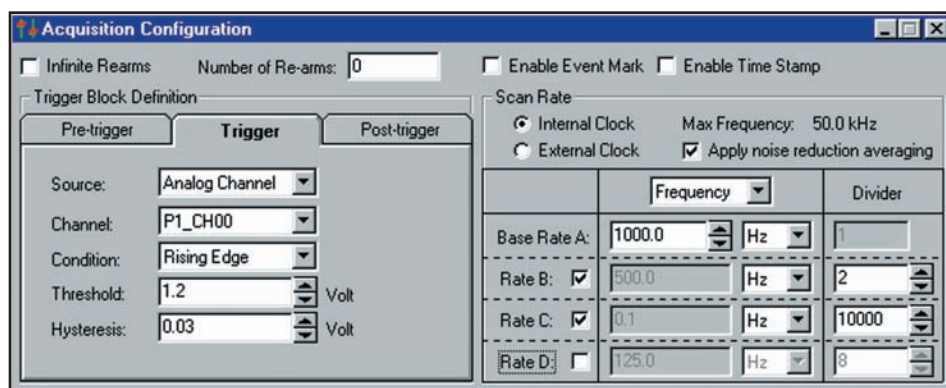 Acquisition Configuration
Infinite Rearms Number of Re-arms: 0 Enable Event Mark Enable Time Stamp
Trigger Block Definition
Pre-trigger Trigger Post-trigger
Source: Analog Channel
Channel: P1_CH00
Condition: Rising Edge
Threshold: 1.2 Volt
Hysteresis: 0.03 Volt
Scan Rate
Internal Clock Max Frequency: 50.0 kHz
External Clock Apply noise reduction averaging
Frequency Divider
Base Rate A: 1000.0 Hz 1
Rate B: 500.0 Hz 2
Rate C: 0.1 Hz 10000
Rate D: 125.0 Hz 8